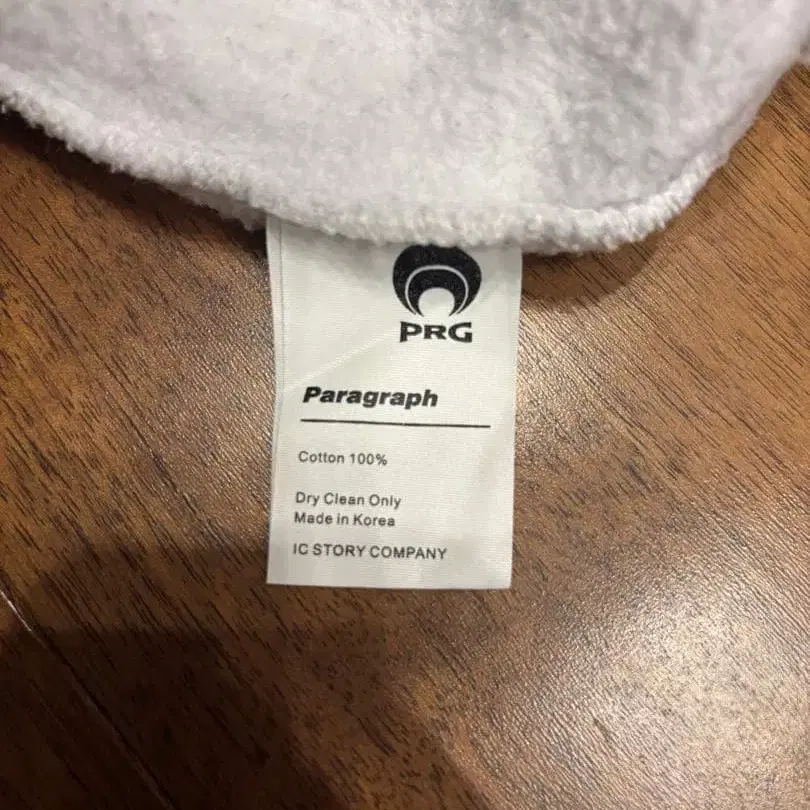 PRG
Paragraph
Cotton 100%
Dry Clean Only
Made in Korea
IC STORY COMPANY